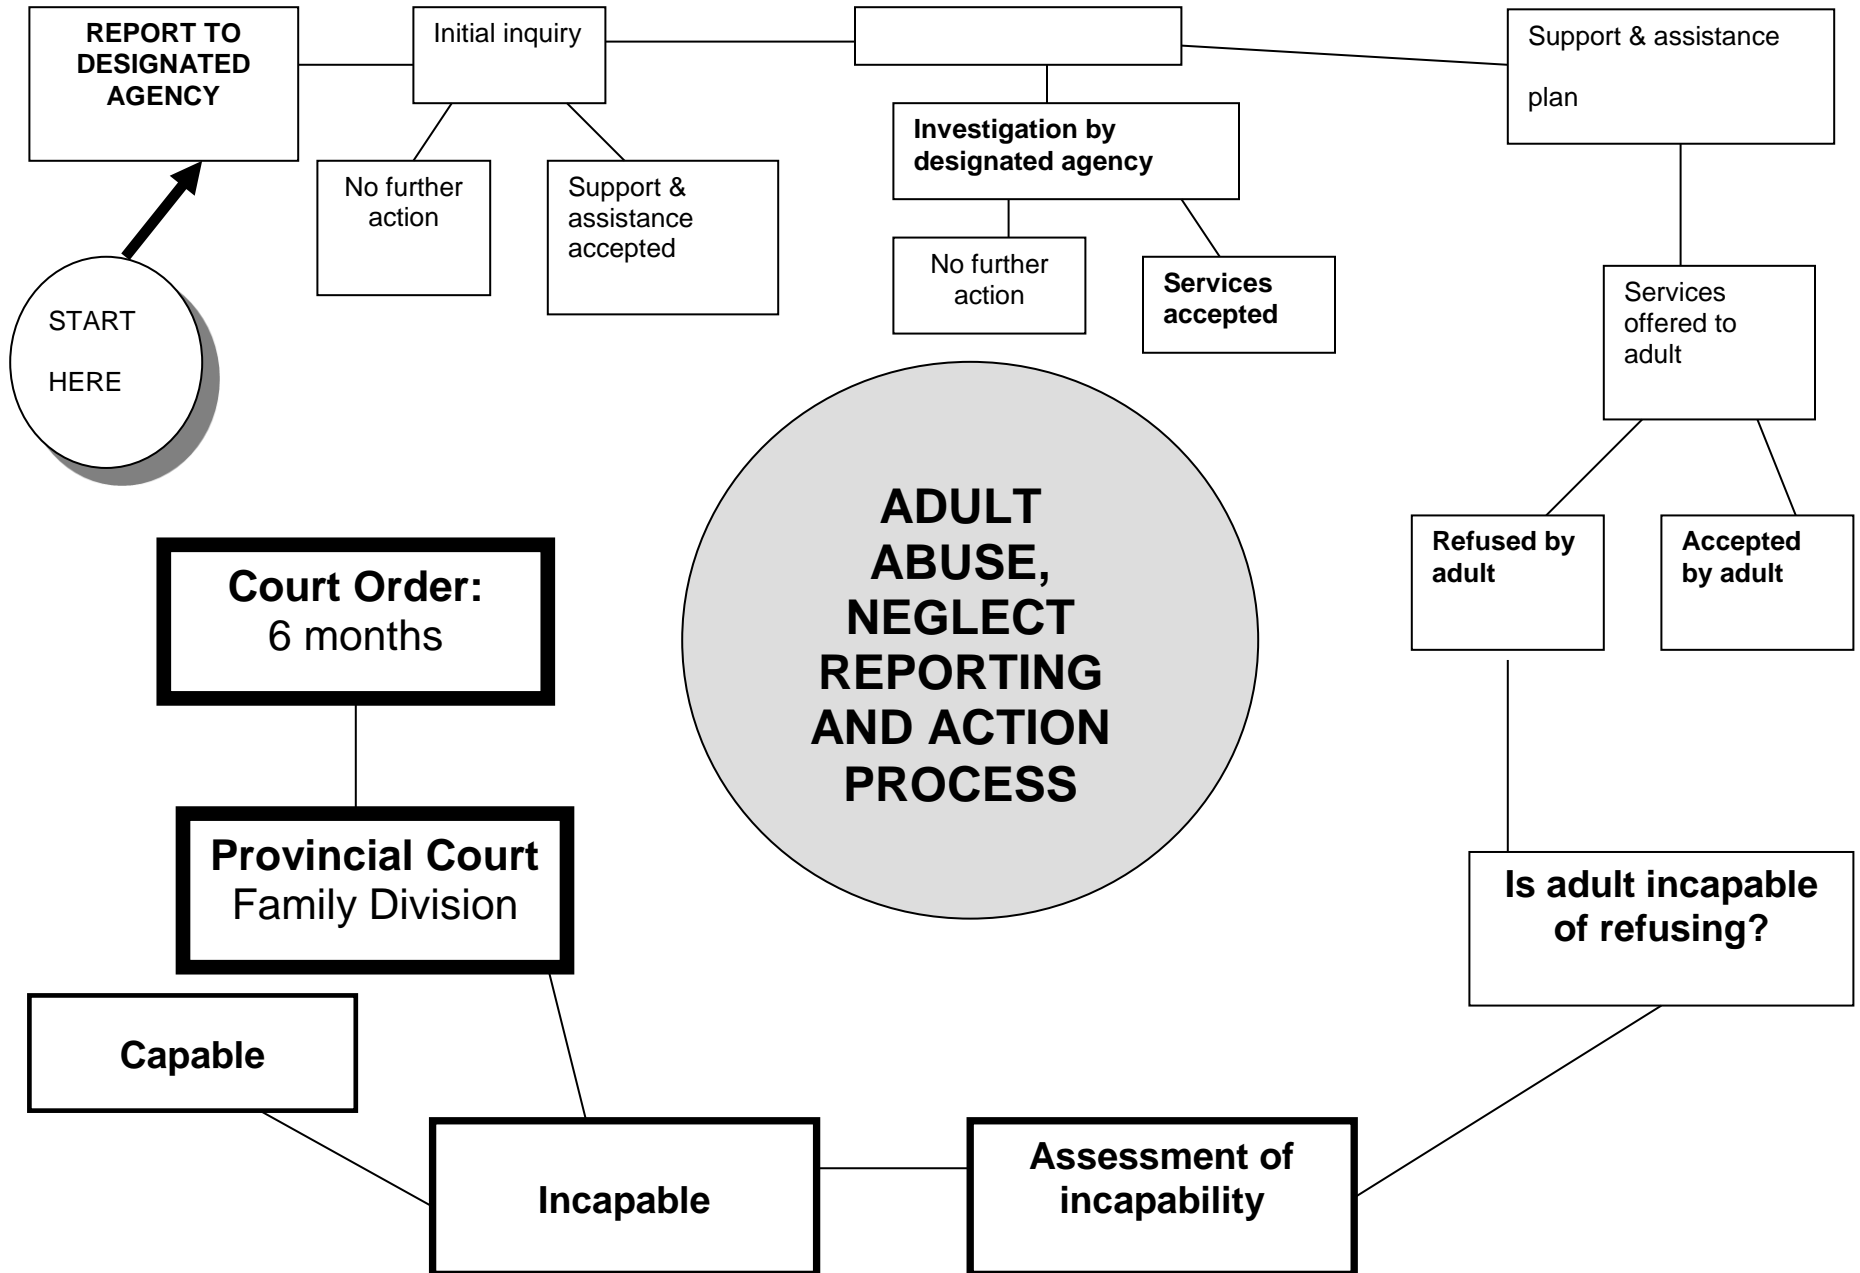 REPORT TO
DESIGNATED
AGENCY
Initial inquiry
Support & assistance
plan
Investigation by
designated agency
No further
action
Support &
assistance
accepted
No further
action
Services
accepted
START
HERE
Services
offered to
adult
ADULT
ABUSE,
NEGLECT
REPORTING
AND ACTION
PROCESS
Refused by
adult
Accepted
by adult
Court Order:
6 months
Provincial Court
Family Division
Is adult incapable
of refusing?
Capable
Incapable
Assessment of
incapability